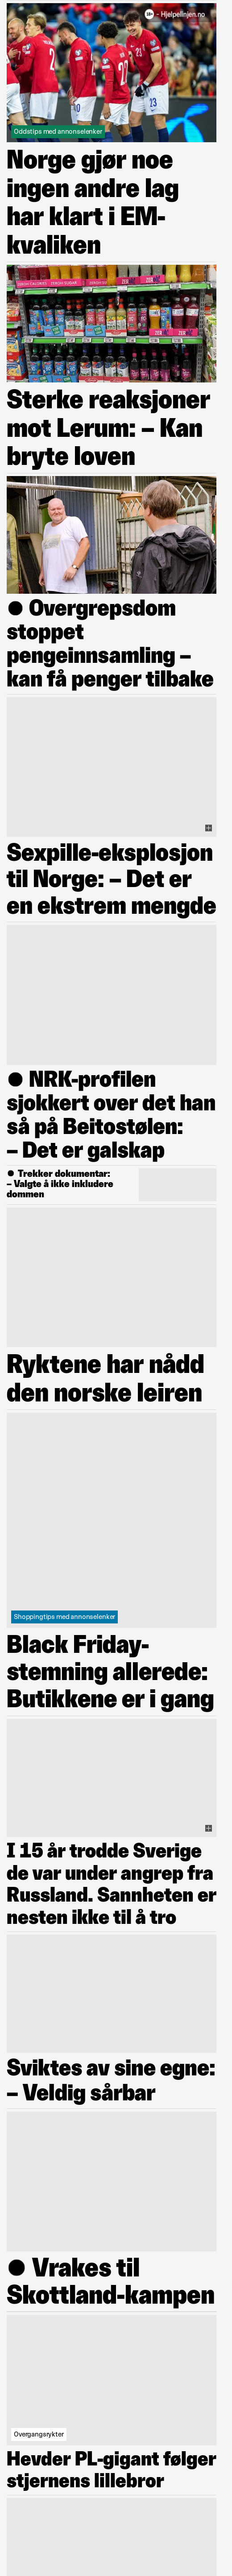 18+ - Hjelpelinjen.no
Oddstips med annonselenker
Norge gjør noe
ingen andre lag
har klart i EM-
kvaliken
Sterke reaksjoner
mot Lerum: – Kan
bryte loven
● Overgrepsdom
stoppet
pengeinnsamling –
kan få penger tilbake
Sexpille-eksplosjon
til Norge: – Det er
en ekstrem mengde
● NRK-profilen
sjokkert over det han
så på Beitostølen:
– Det er galskap
● Trekker dokumentar:
– Valgte å ikke inkludere
dommen
Ryktene har nådd
den norske leiren
Shoppingtips med annonselenker
Black Friday-
stemning allerede:
Butikkene er i gang
I 15 år trodde Sverige
de var under angrep fra
Russland. Sannheten er
nesten ikke til å tro
Sviktes av sine egne:
– Veldig sårbar
● Vrakes til
Skottland-kampen
Overgangsrykter
Hevder PL-gigant følger
stjernens lillebror